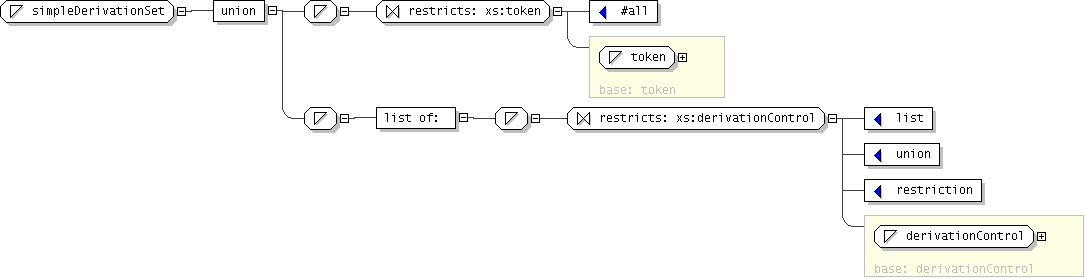 simpleDerivationSet
union
restricts: xs:token
#all
token
base: token
list of:
restricts: xs:derivationControl
list
union
restriction
derivationControl
base: derivationControl